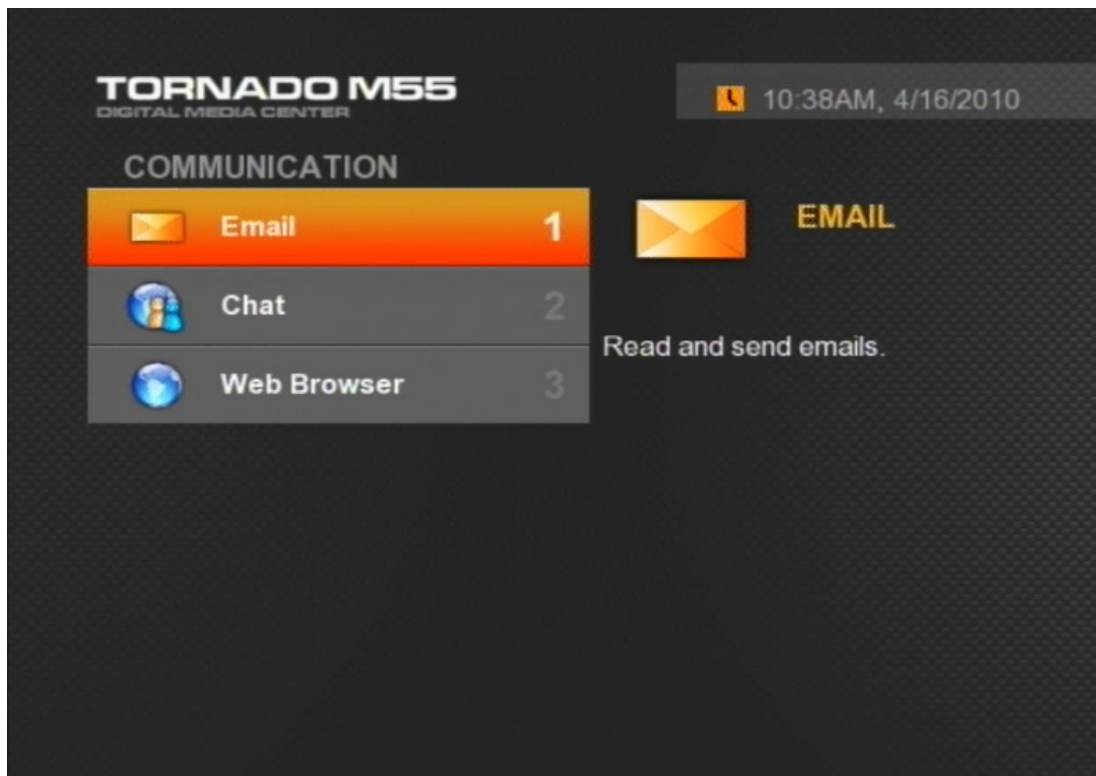 TORNADO M55
DIGITAL MEDIA CENTER
10:38AM, 4/16/2010
COMMUNICATION
Email 1
EMAIL
Chat 2
Read and send emails.
Web Browser 3